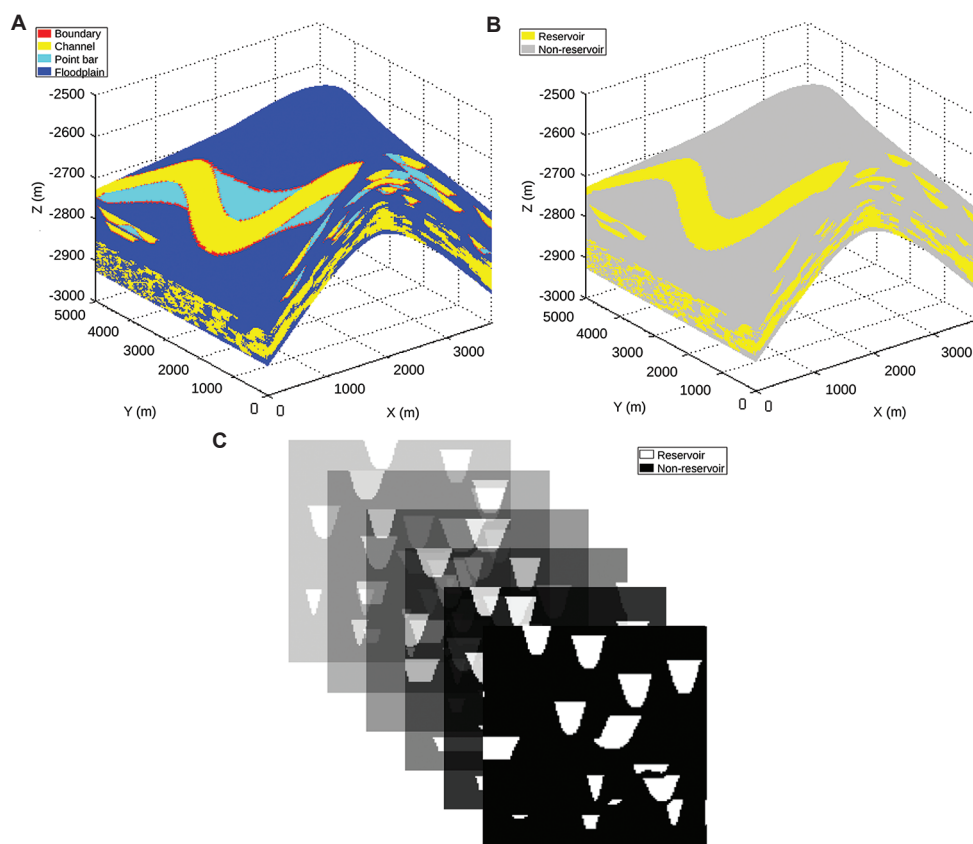 A
Boundary
Channel
Point bar
Floodplain
-2500
-2600
-2700
-2800
-2900
-3000
Z (m)
5000
4000
3000
2000
1000
0
Y (m)
0
1000
2000
3000
X (m)
B
Reservoir
Non-reservoir
-2500
-2600
-2700
-2800
-2900
-3000
Z (m)
5000
4000
3000
2000
1000
0
Y (m)
0
1000
2000
3000
X (m)
C
Reservoir
Non-reservoir